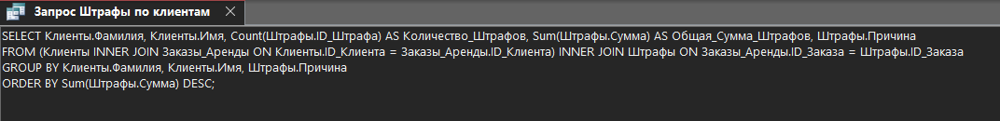 Запрос Штрафы по клиентам
SELECT Клиенты.Фамилия, Клиенты.Имя, Count(Штрафы.ID_Штрафа) AS Количество_Штрафов, Sum(Штрафы.Сумма) AS Общая_Сумма_Штрафов, Штрафы.Причина
FROM (Клиенты INNER JOIN Заказы_Аренды ON Клиенты.ID_Клиента = Заказы_Аренды.ID_Клиента) INNER JOIN Штрафы ON Заказы_Аренды.ID_Заказа = Штрафы.ID_Заказа
GROUP BY Клиенты.Фамилия, Клиенты.Имя, Штрафы.Причина
ORDER BY Sum(Штрафы.Сумма) DESC;